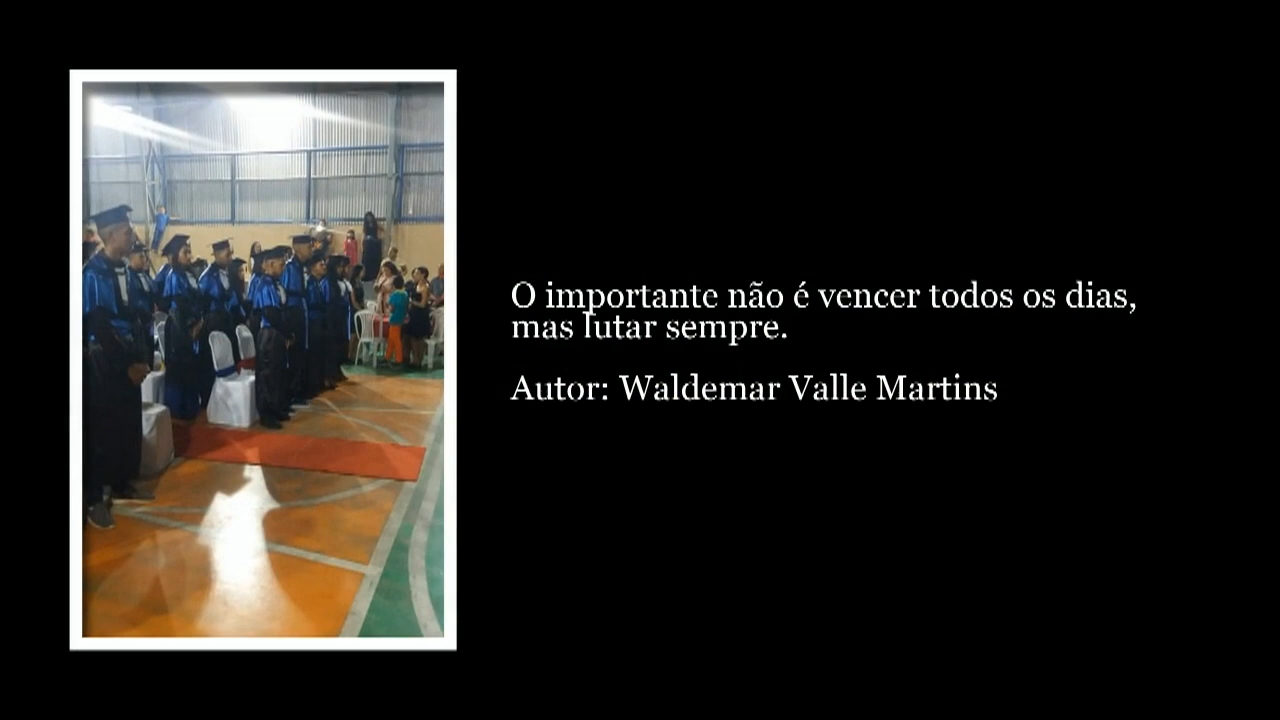 O importante não é vencer todos os dias,
mas lutar sempre.
Autor: Waldemar Valle Martins